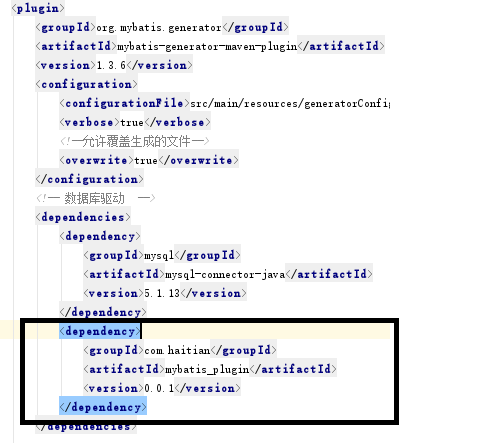 <plugin>
<groupId>org.mybatis.generator</groupId>
<artifactId>mybatis-generator-maven-plugin</artifactId>
<version>1.3.6</version>
<configuration>
<configurationFile>src/main/resources/generatorConfig
<verbose>true</verbose>
<!--允许覆盖生成的文件-->
<overwrite>true</overwrite>
</configuration>
<!-- 数据库驱动 -->
<dependencies>
<dependency>
<groupId>mysql</groupId>
<artifactId>mysql-connector-java</artifactId>
<version>5.1.13</version>
</dependency>
<dependency>
<groupId>com.haitian</groupId>
<artifactId>mybatis_plugin</artifactId>
<version>0.0.1</version>
</dependency>
</dependencies>